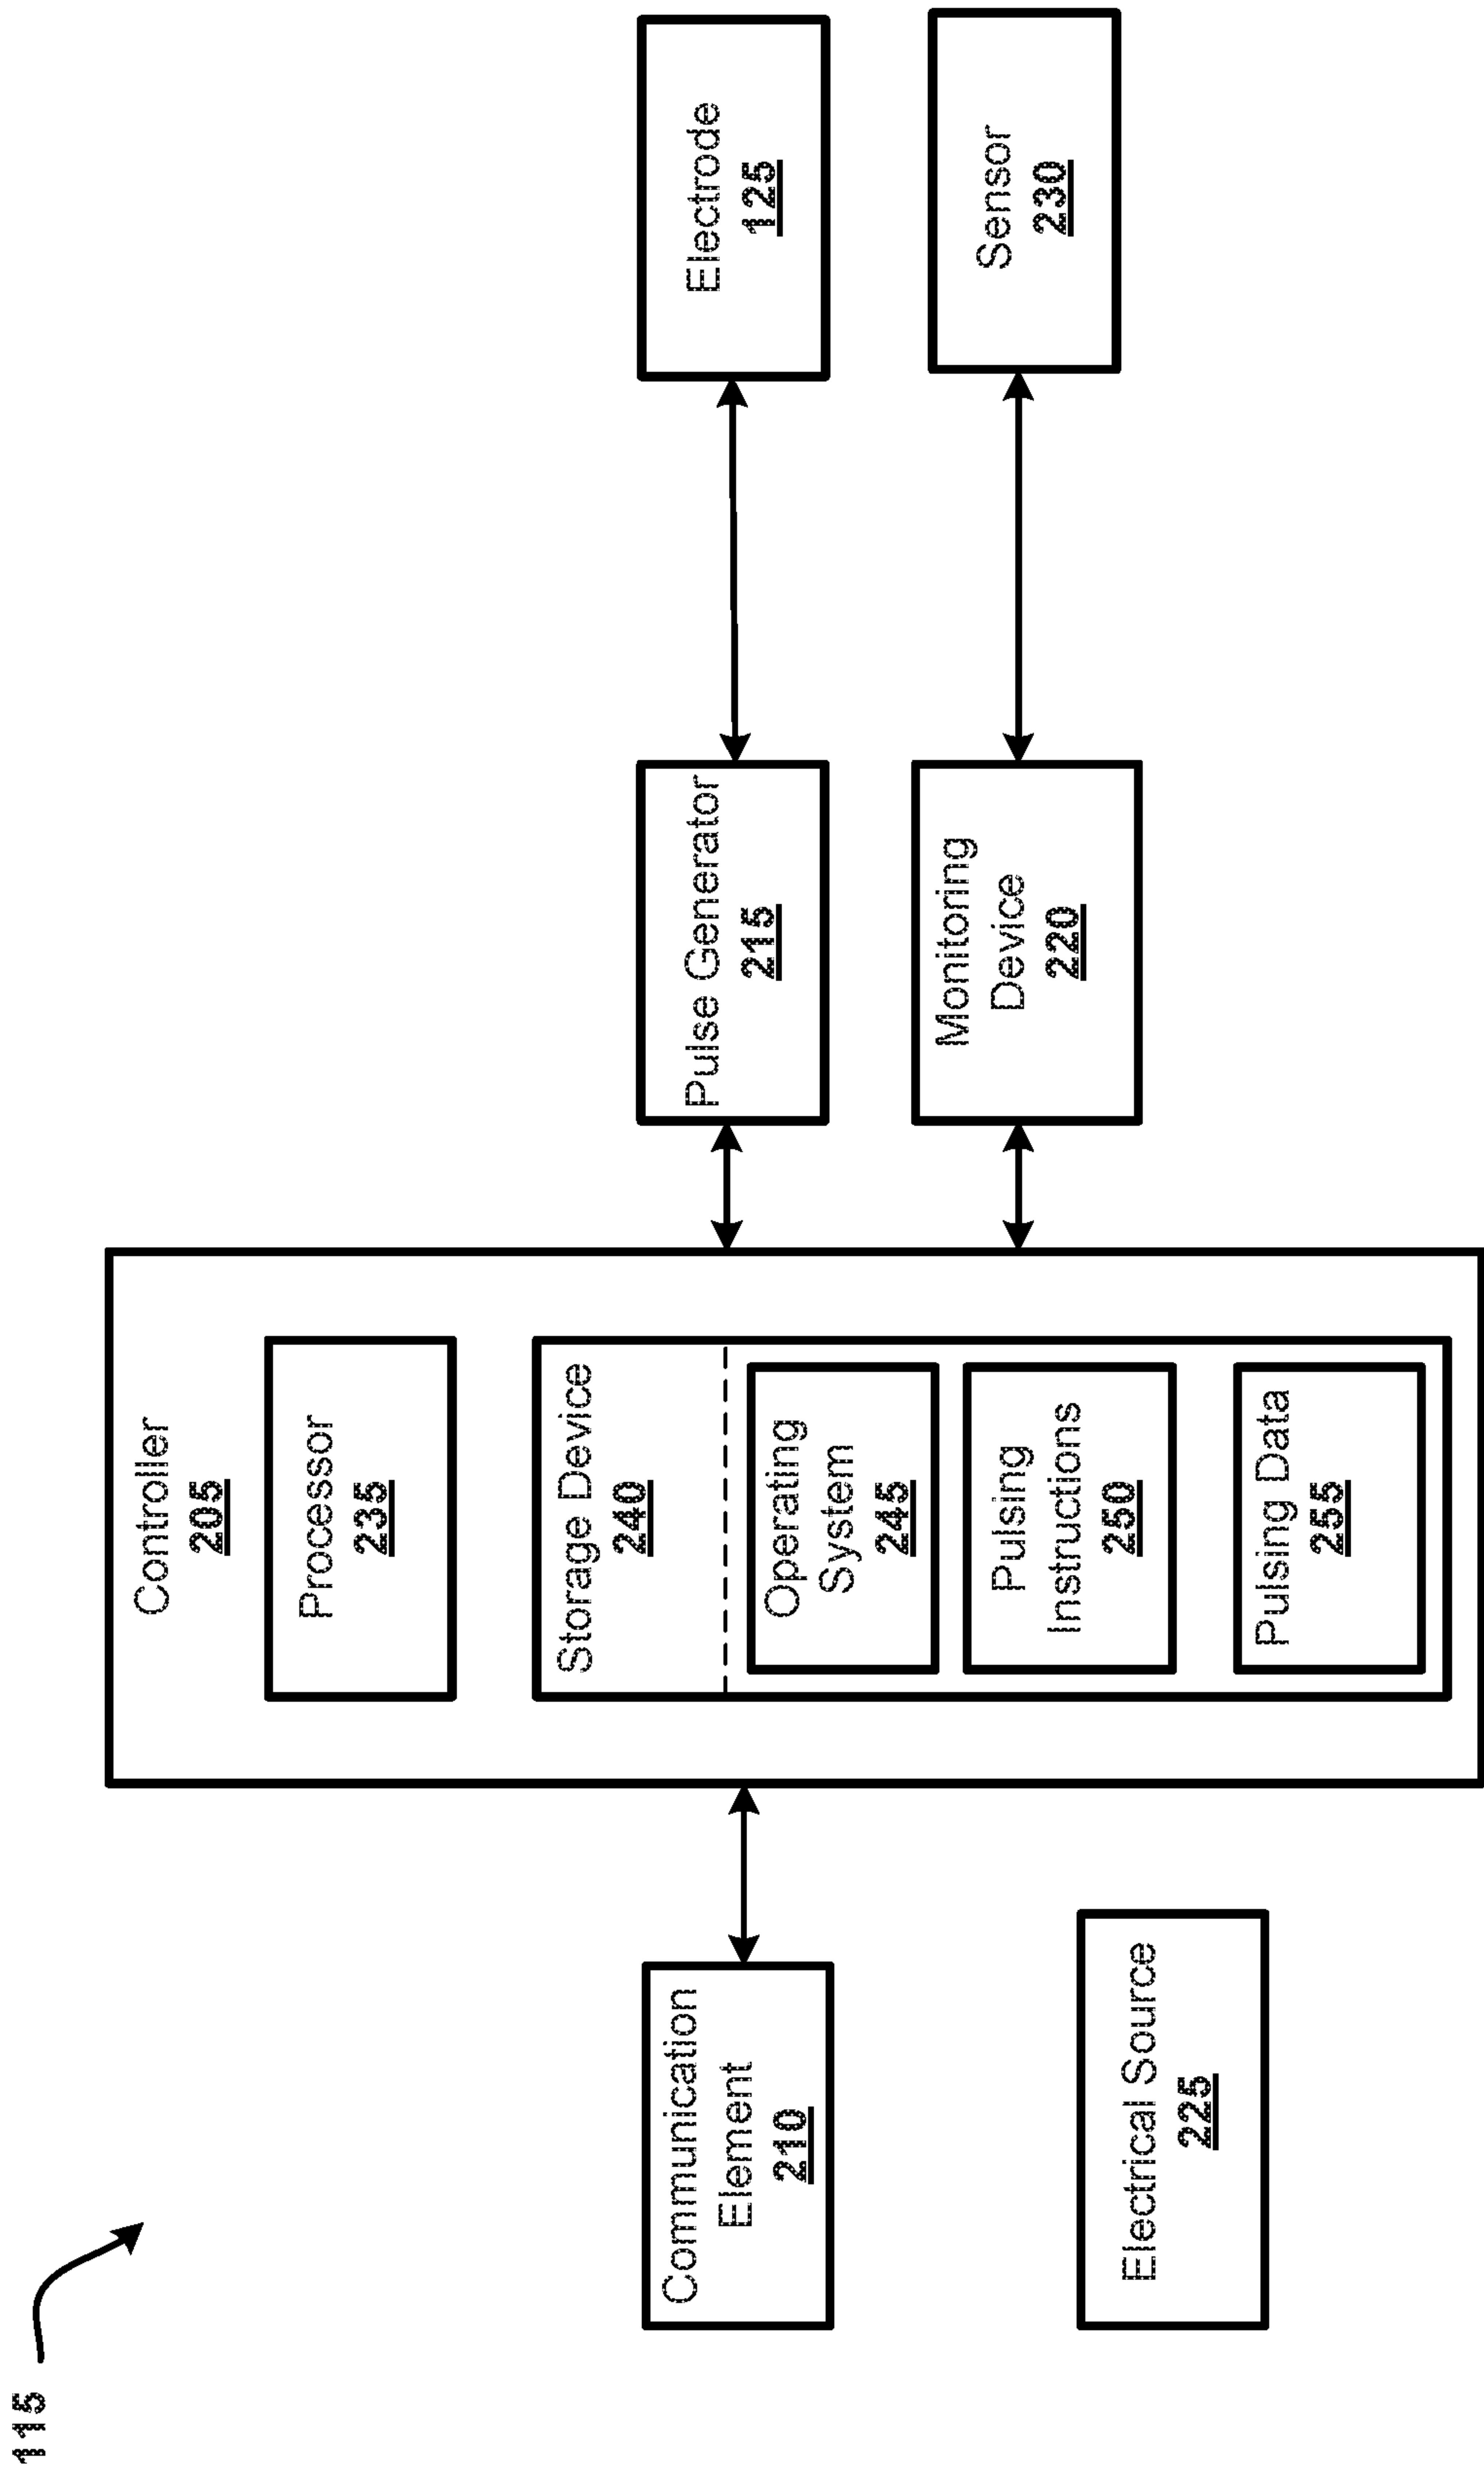 115
Controller
205
Processor
235
Storage Device
240
Operating
System
245
Pulsing
Instructions
250
Pulsing Data
255
Communication
Element
210
Electrical Source
225
Pulse Generator
215
Monitoring
Device
220
Electrode
125
Sensor
230